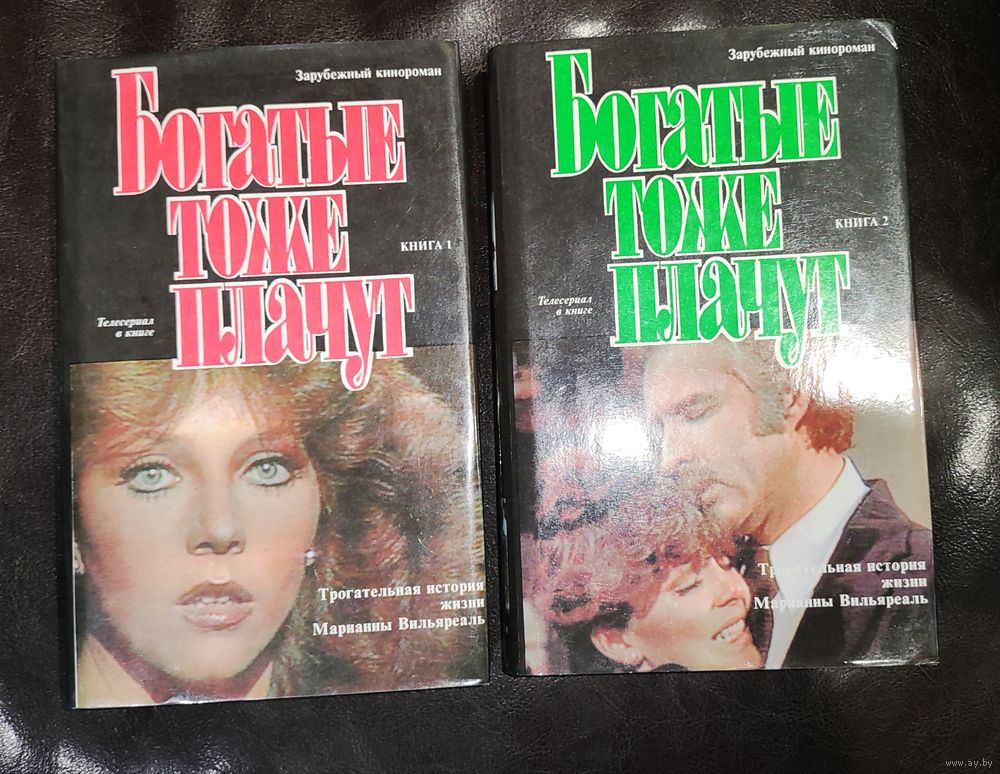 Зарубежный кинороман
Богатые
тоже
плачут
КНИГА 1
Телесериал
в книге
Трогательная история
жизни
Марианны Вильяреаль
Зарубежный кинороман
Богатые
тоже
плачут
КНИГА 2
Телесериал
в книге
Трогательная история
жизни
Марианны Вильяреаль
www.ay.by